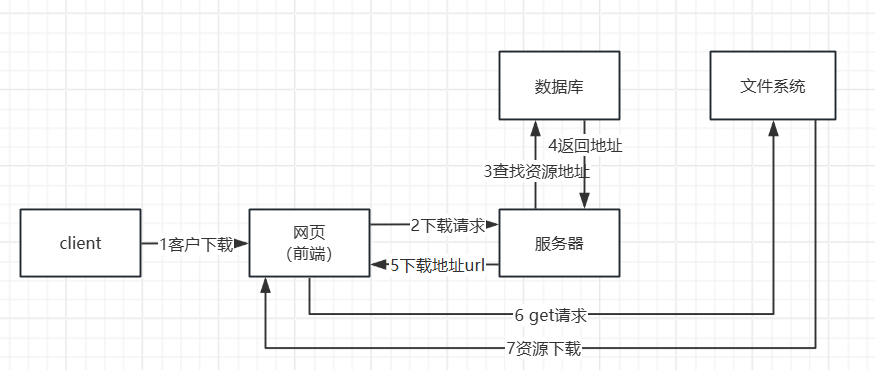 数据库
文件系统
4返回地址
3查找资源地址
client
1客户下载
网页
（前端）
2下载请求
服务器
5下载地址url
6 get请求
7资源下载